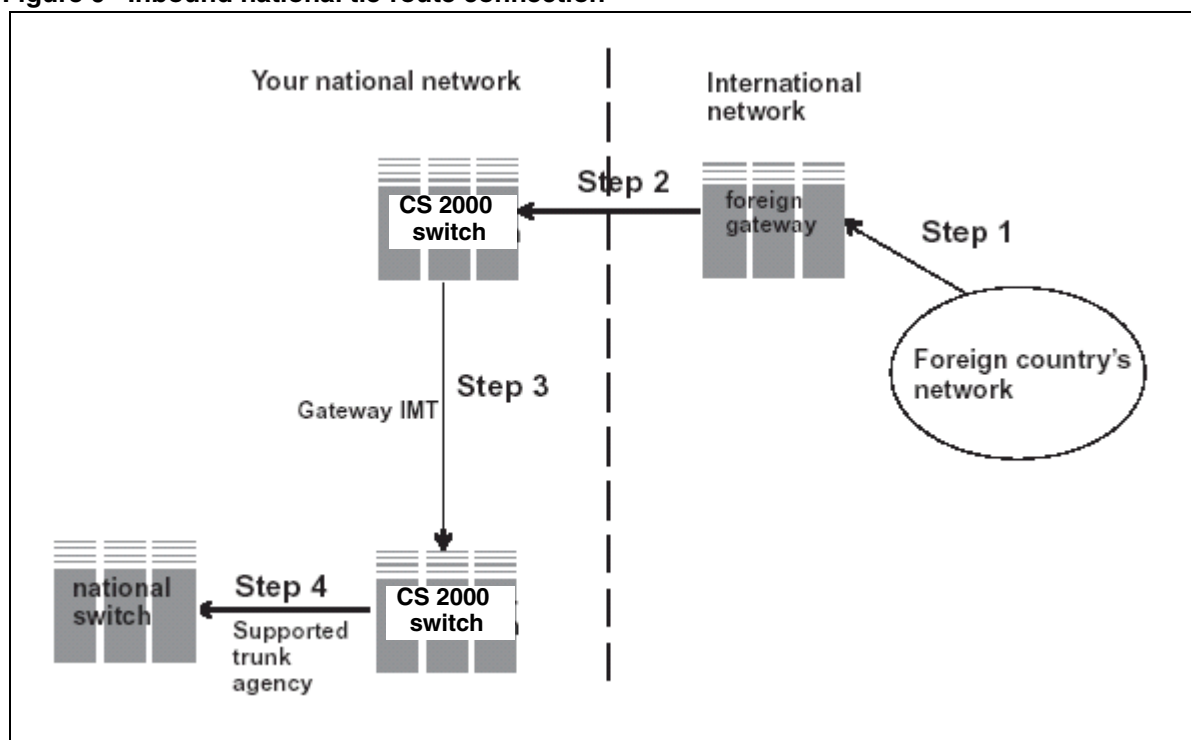 Figure Inbound national tie route connection
Your national network
International
network
Step 2
CS 2000
switch
foreign
gateway
Step 1
Foreign country's
network
Step 3
Gateway IMT
national
switch
Step 4
Supported
trunk
agency
CS 2000
switch